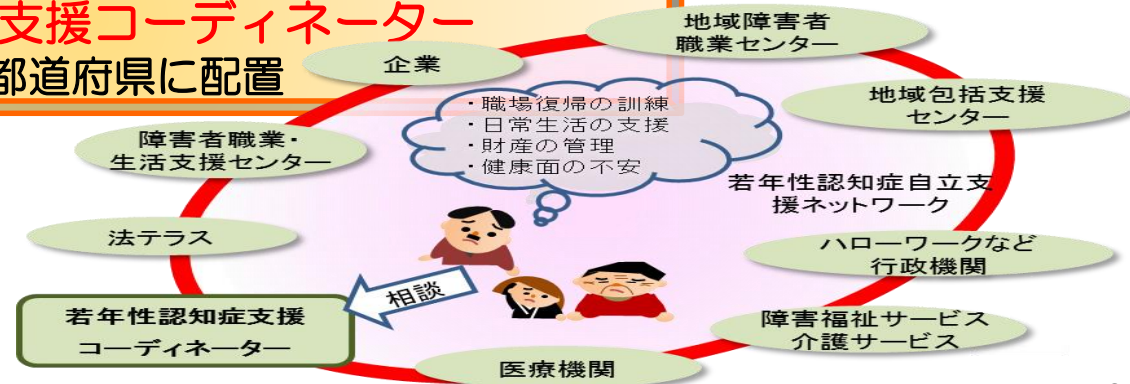 支援コーディネーター
都道府県に配置
企業
地域障害者
職業センター
・職場復帰の訓練
・日常生活の支援
・財産の管理
・健康面の不安
地域包括支援
センター
障害者職業・
生活支援センター
若年性認知症自立支
援ネットワーク
法テラス
ハローワークなど
行政機関
相談
若年性認知症支援
コーディネーター
障害福祉サービス
介護サービス
医療機関